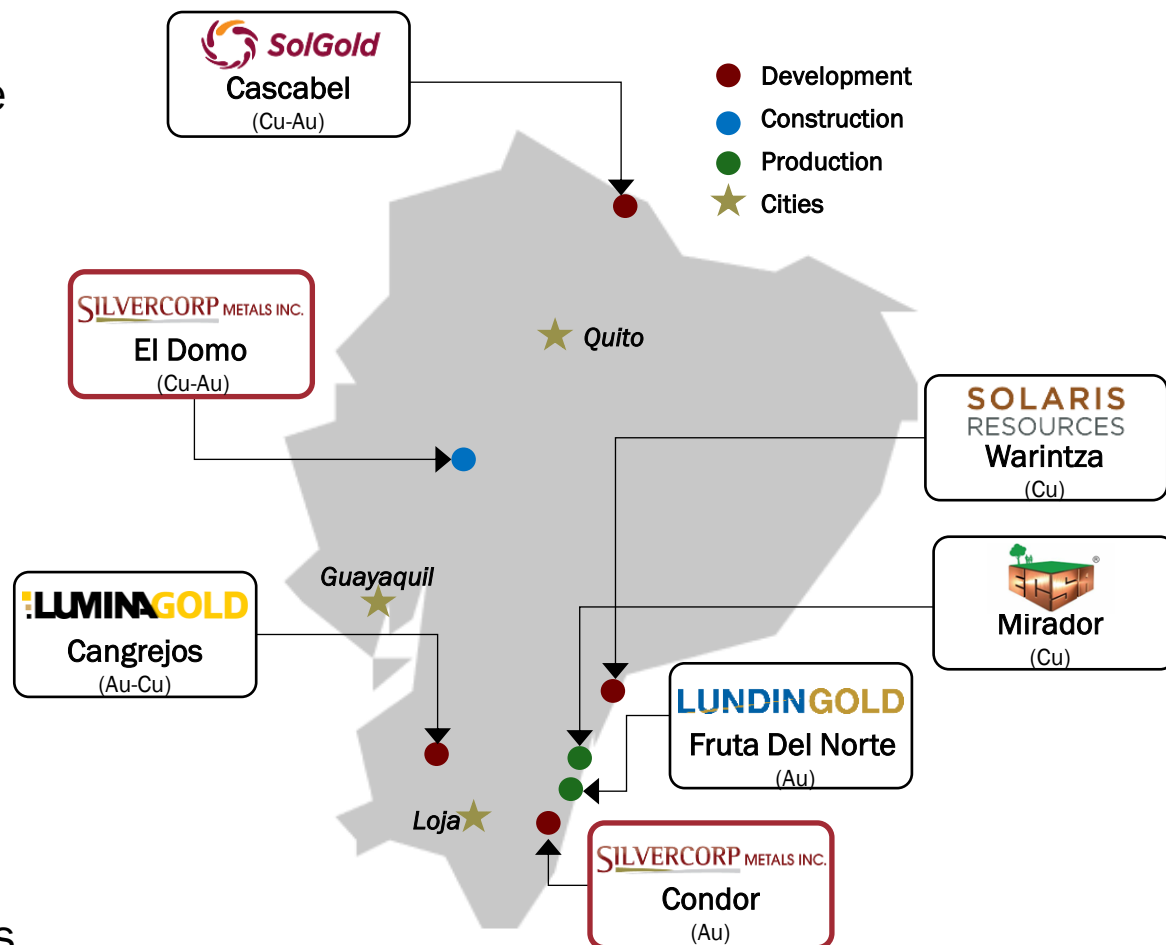 SolGold
Cascabel
(Cu-Au)
e
Development
Construction
Production
Cities
SILVERCORP METALS INC.
El Domo
(Cu-Au)
Quito
SOLARIS
RESOURCES
Warintza
(Cu)
Guayaquil
LUMINAGOLD
Cangrejos
(Au-Cu)
ECSA
®
Mirador
(Cu)
LUNDINGOLD
Fruta Del Norte
(Au)
Loja
SILVERCORP METALS INC.
Condor
(Au)
s